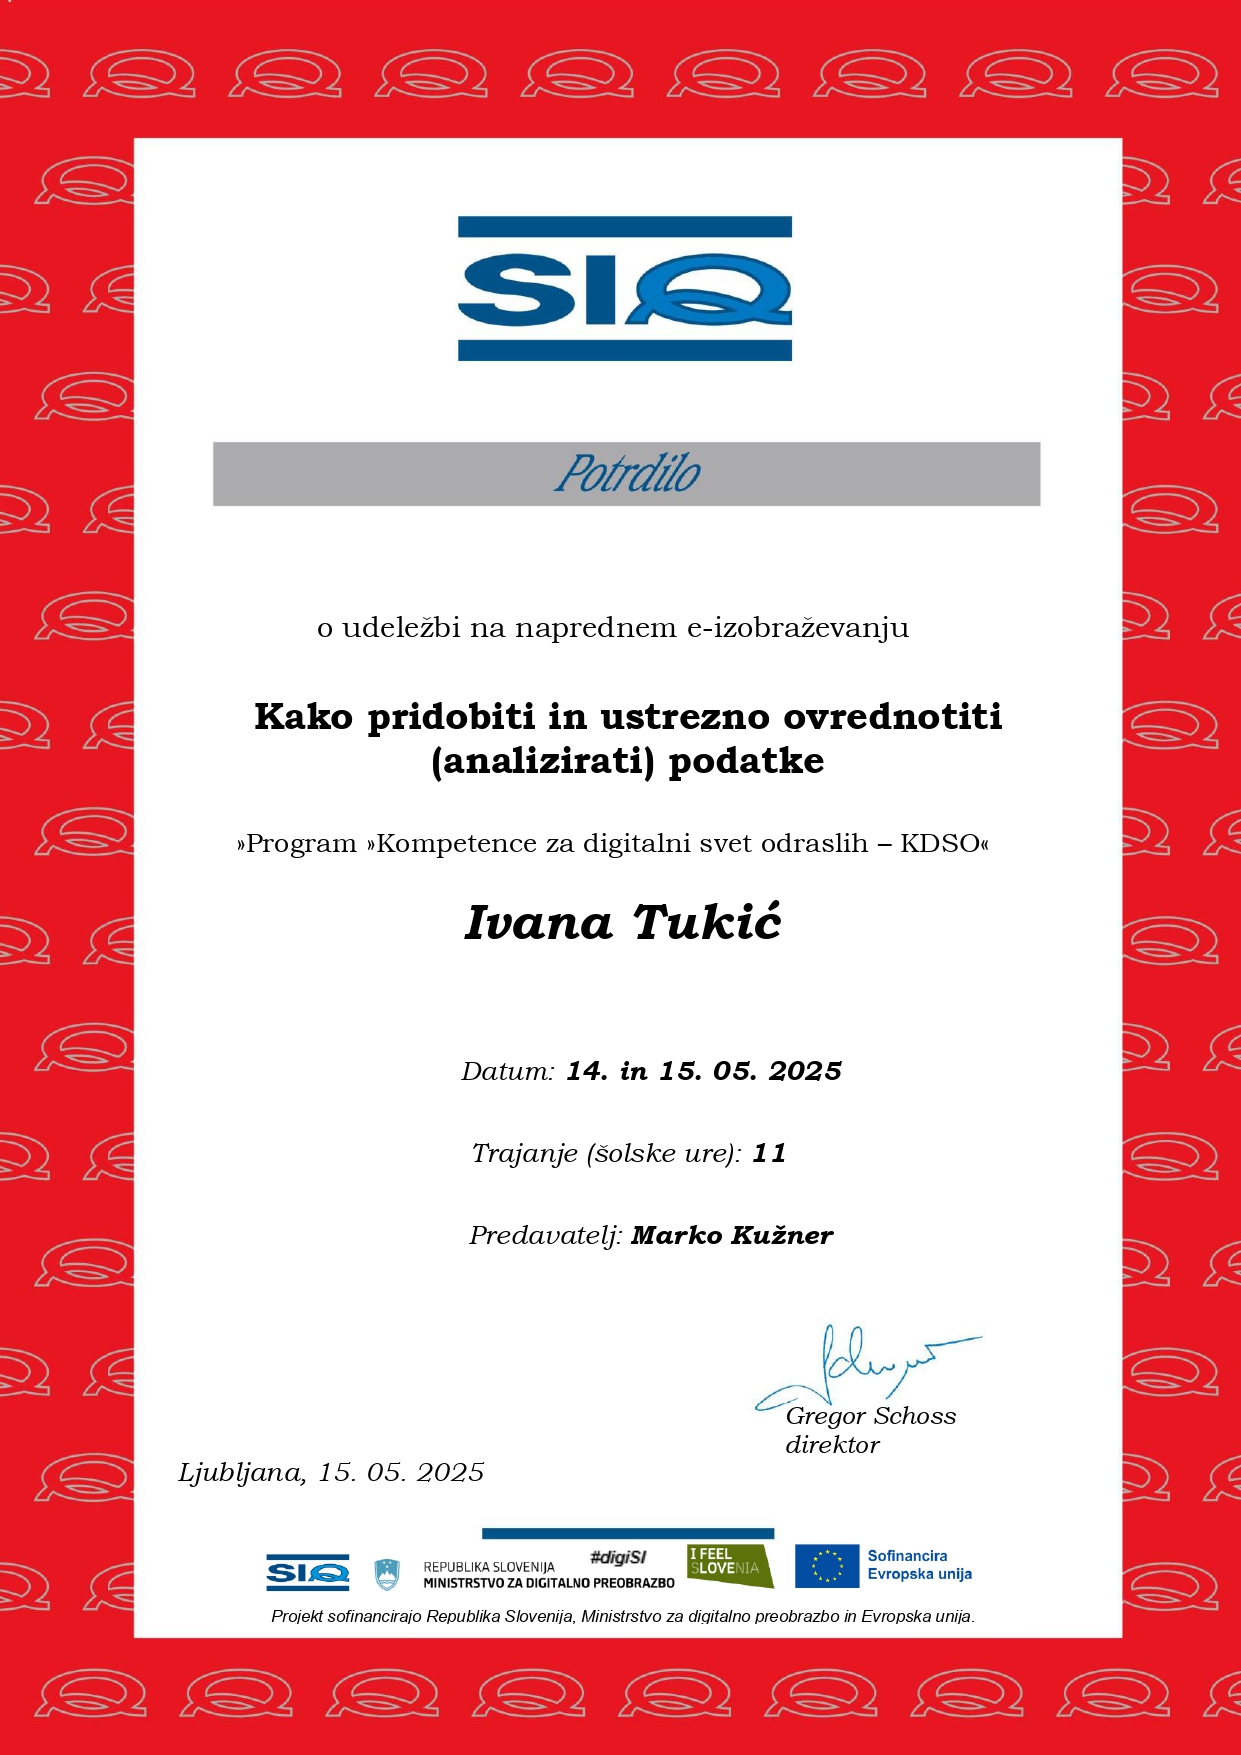 SIQ
Potrdilo
o udeležbi na naprednem e-izobraževanju
Kako pridobiti in ustrezno ovrednotiti
(analizirati) podatke
»Program »Kompetence za digitalni svet odraslih – KDSO«
Ivana Tukić
Datum: 14. in 15. 05. 2025
Trajanje (šolske ure): 11
Predavatelj: Marko Kužner
Gregor Schoss
direktor
Ljubljana, 15. 05. 2025
SIQ
REPUBLIKA SLOVENIJA
MINISTRSTVO ZA DIGITALNO PREOBRAZBO
#digiSI
I FEEL
SLOVENIA
Sofinancira
Evropska unija
Projekt sofinancirajo Republika Slovenija, Ministrstvo za digitalno preobrazbo in Evropska unija.